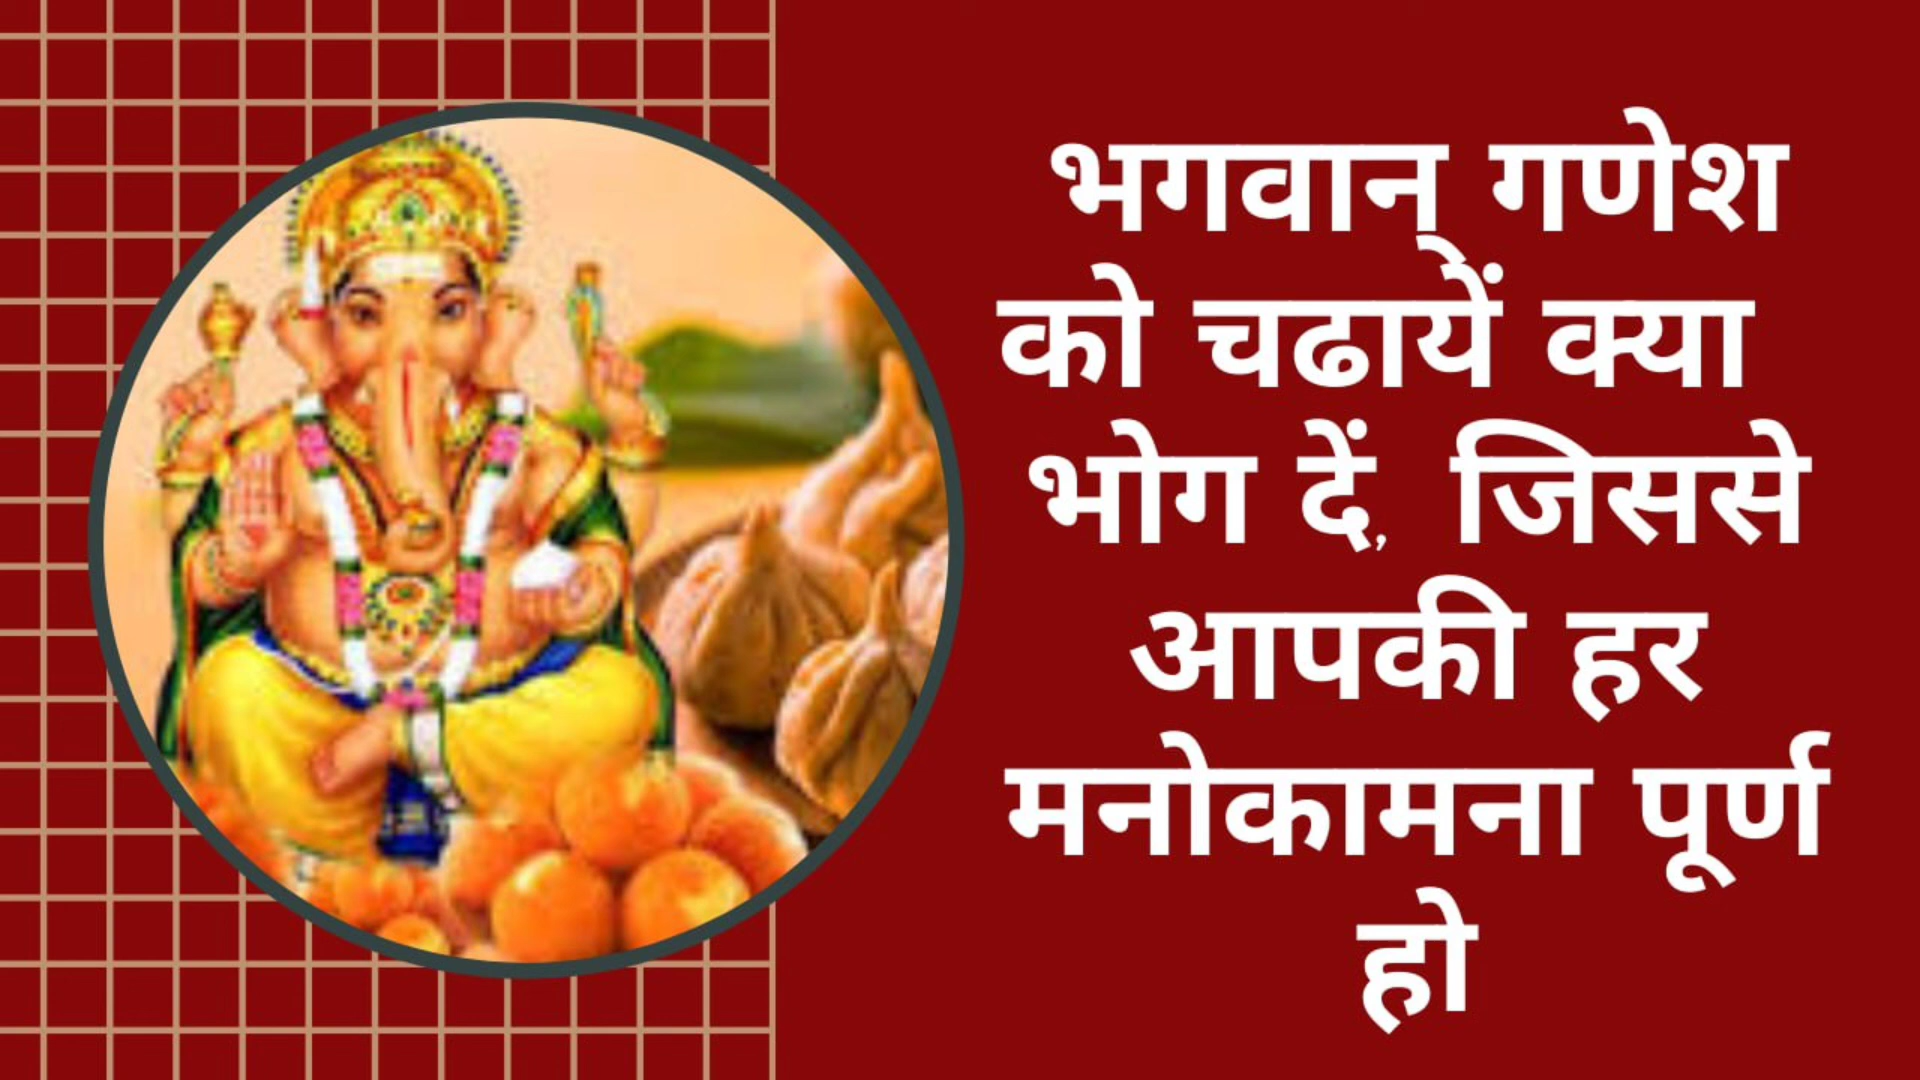 भगवान् गणेश
को चढायें क्या
भोग दें, जिससे
आपकी हर
मनोकामना पूर्ण
हो